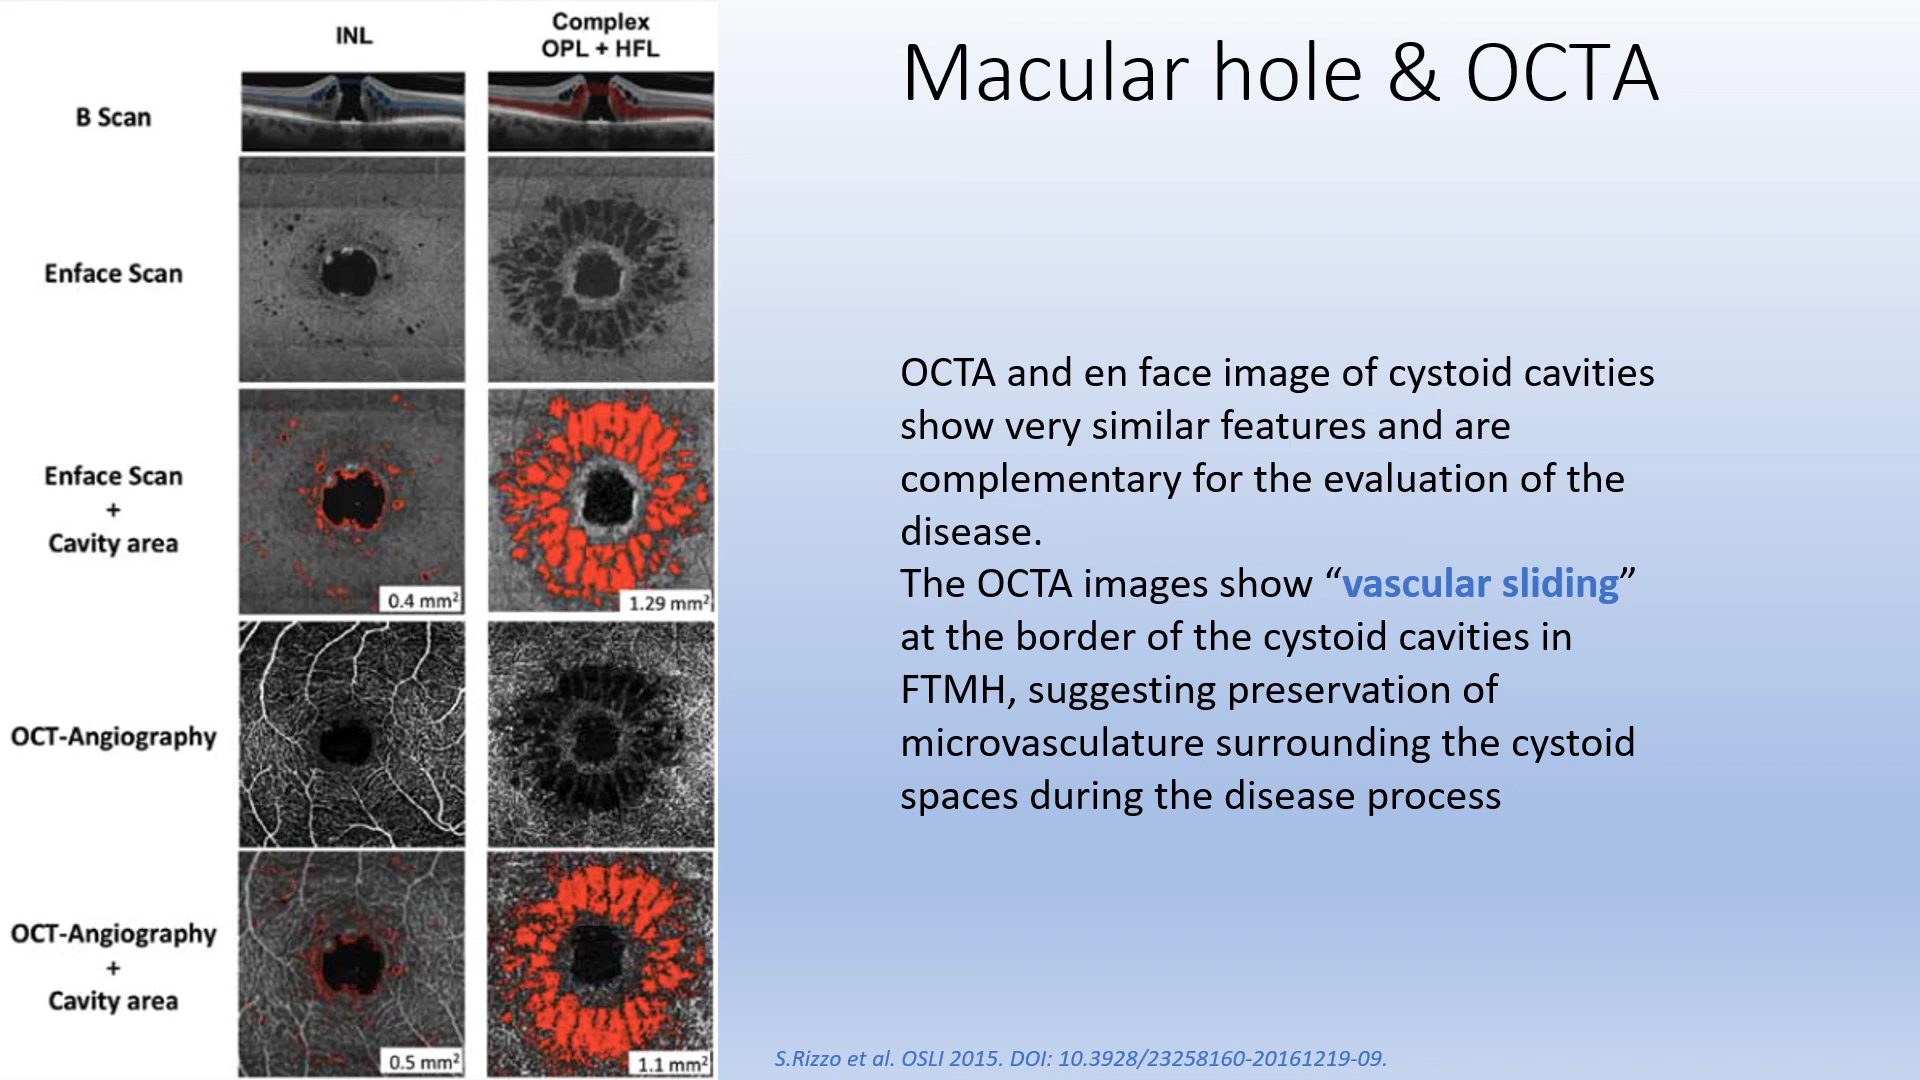 INL
Complex
OPL + HFL
B Scan
Enface Scan
Enface Scan
+
Cavity area
0.4 mm²
1.29 mm²
OCT-Angiography
OCT-Angiography
+
Cavity area
0.5 mm²
1.1 mm²
Macular hole & OCTA
OCTA and en face image of cystoid cavities
show very similar features and are
complementary for the evaluation of the
disease.
The OCTA images show “vascular sliding”
at the border of the cystoid cavities in
FTMH, suggesting preservation of
microvasculature surrounding the cystoid
spaces during the disease process
S.Rizzo et al. OSLI 2015. DOI: 10.3928/23258160-20161219-09.